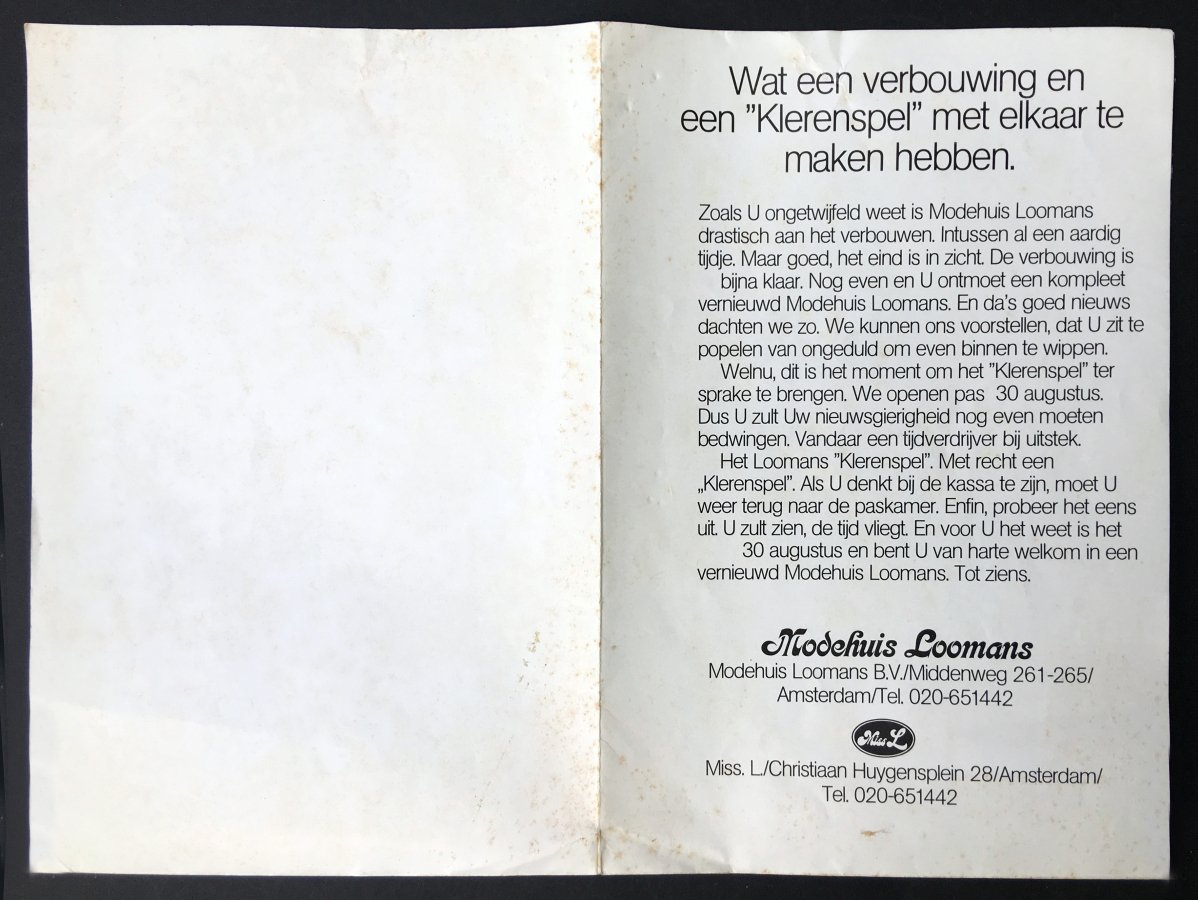 Wat een verbouwing en
een ”Klerenspel” met elkaar te
maken hebben.
Zoals U ongetwijfeld weet is Modehuis Loomans
drastisch aan het verbouwen. Intussen al een aardig
tijdje. Maar goed, het eind is in zicht. De verbouwing is
bijna klaar. Nog even en U ontmoet een kompleet
vernieuwd Modehuis Loomans. En da's goed nieuws
dachten we zo. We kunnen ons voorstellen, dat U zit te
popelen van ongeduld om even binnen te wippen.
Welnu, dit is het moment om het ”Klerenspel” ter
sprake te brengen. We openen pas 30 augustus.
Dus U zult Uw nieuwsgierigheid nog even moeten
bedwingen. Vandaar een tijdverdrijver bij uitstek.
Het Loomans ”Klerenspel”. Met recht een
„Klerenspel”. Als U denkt bij de kassa te zijn, moet U
weer terug naar de paskamer. Enfin, probeer het eens
uit. U zult zien, de tijd vliegt. En voor U het weet is het
30 augustus en bent U van harte welkom in een
vernieuwd Modehuis Loomans. Tot ziens.
Modehuis Loomans
Modehuis Loomans B.V./Middenweg 261-265/
Amsterdam/Tel. 020-651442
Miss L
Miss. L./Christiaan Huygensplein 28/Amsterdam/
Tel. 020-651442